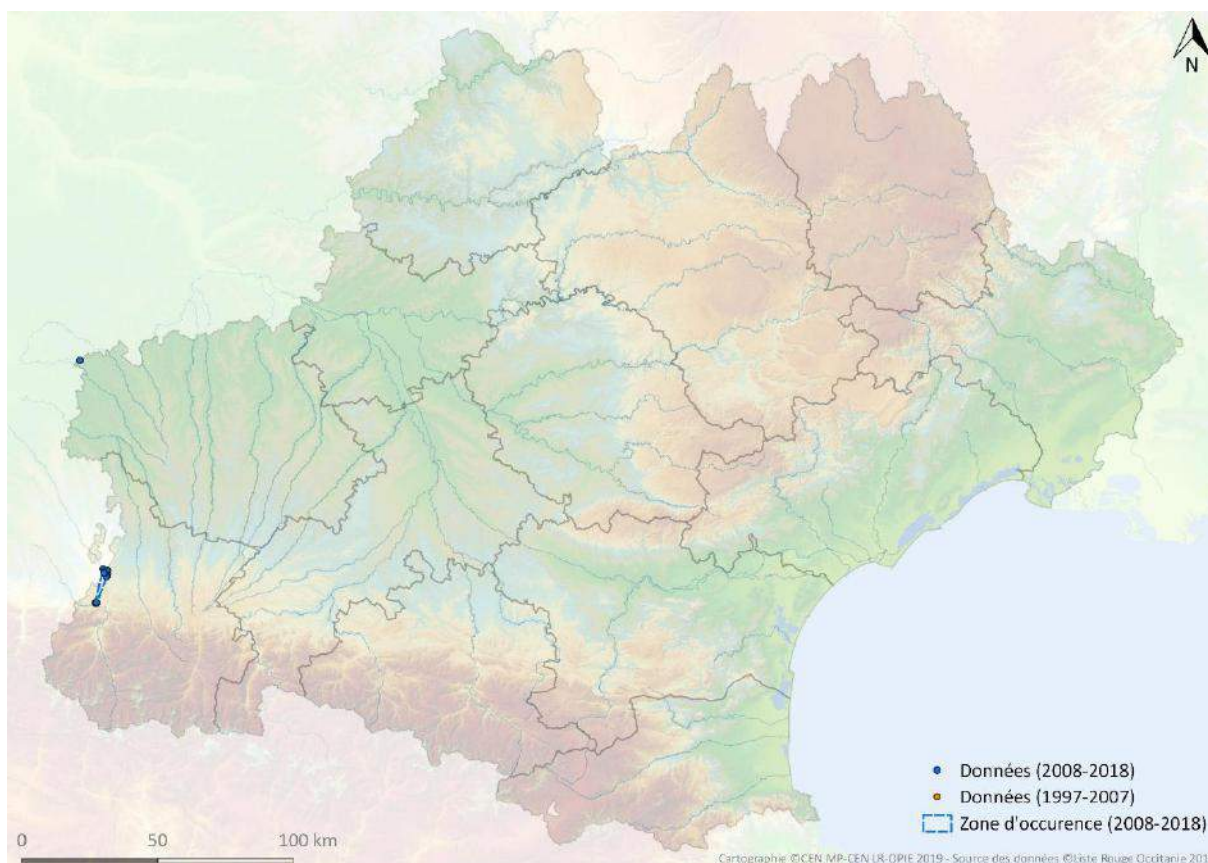 N
Données (2008-2018)
Données (1997-2007)
Zone d'occurence (2008-2018)
0 50 100 km
Cartographie ©CEN MP-CEN LR-OPIE 2019 - Source des données ©Liste Rouge Occitanie 201